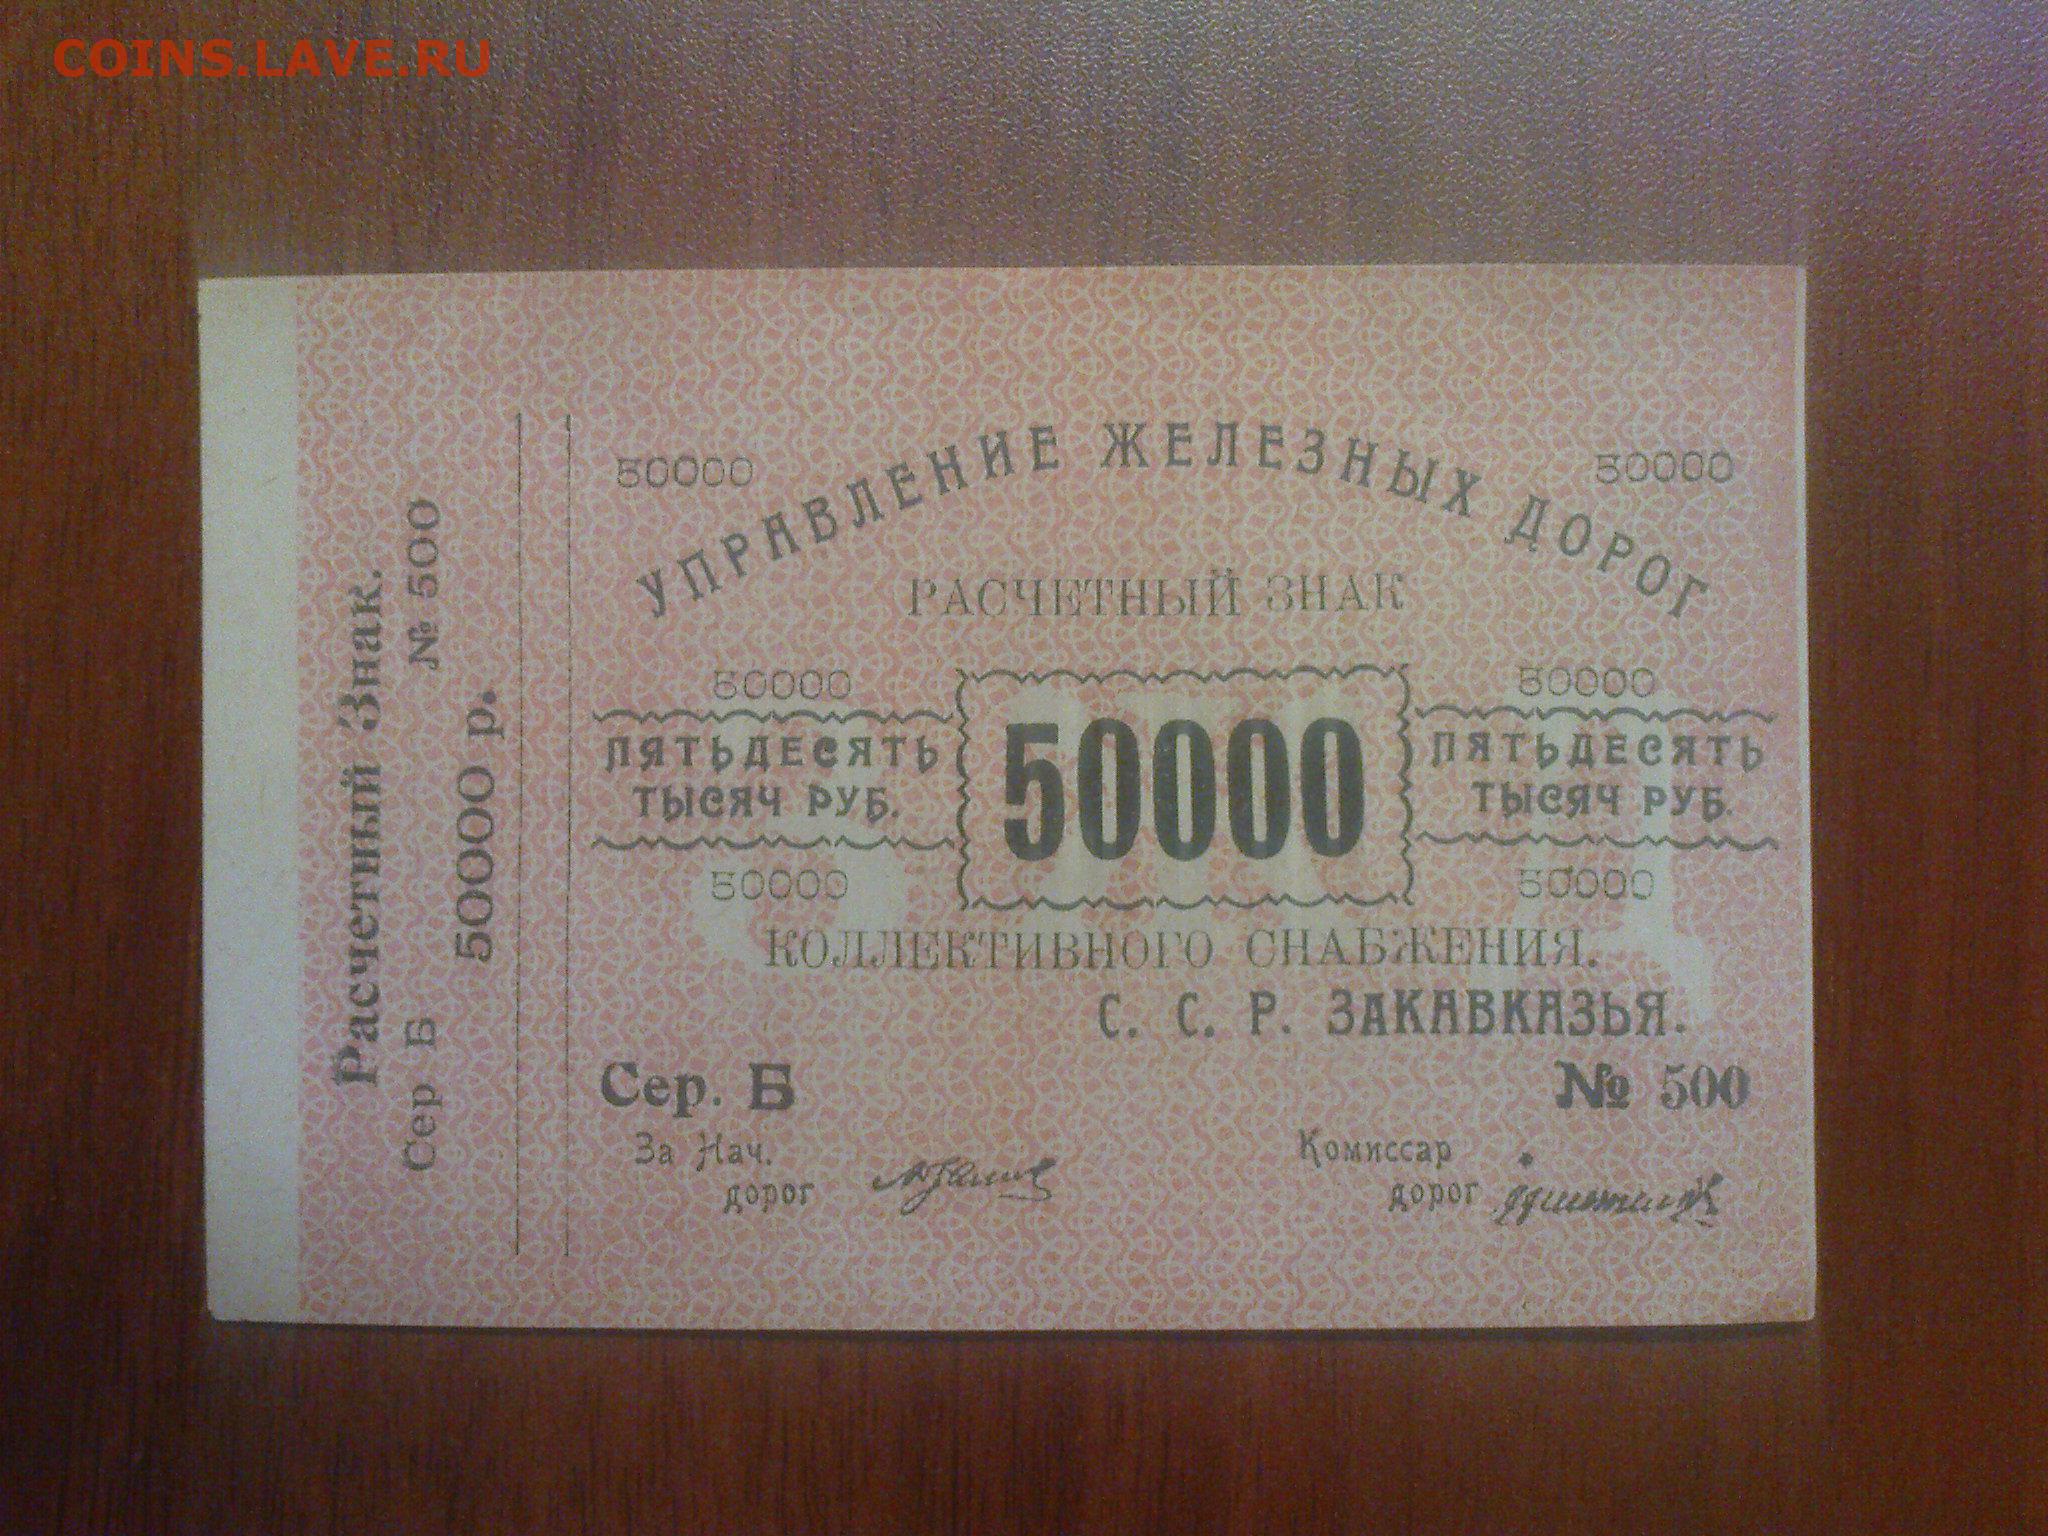 COINS.LAVE.RU
Расчетный Знак.
Сер Б № 500
50000 р.
50000 50000
УПРАВЛЕНИЕ ЖЕЛЕЗНЫХ ДОРОГ
РАСЧЕТНЫЙ ЗНАК
50000 50000
ПЯТЬДЕСЯТЬ ТЫСЯЧ РУБ.
50000
ПЯТЬДЕСЯТЬ ТЫСЯЧ РУБ.
50000 50000
КОЛЛЕКТИВНОГО СНАБЖЕНИЯ.
С. С. Р. ЗАКАВКАЗЬЯ.
Сер. Б № 500
За Нач. дорог
Комиссар дорог